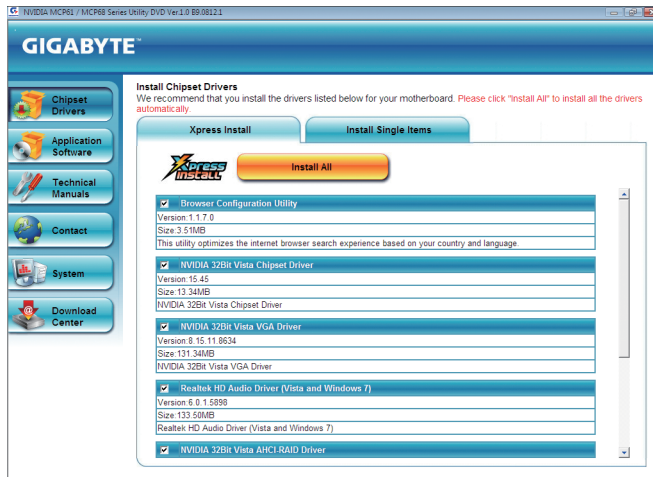 NVIDIA MCP61 / MCP68 Series Utility DVD Ver.1.0 B9.0812.1
GIGABYTE™
Chipset
Drivers
Application
Software
Technical
Manuals
Contact
System
Download
Center
Install Chipset Drivers
We recommend that you install the drivers listed below for your motherboard. Please click "Install All" to install all the drivers
automatically.
Xpress Install
Install Single Items
Xpress
Install
Install All
Browser Configuration Utility
Version:1.1.7.0
Size:3.51MB
This utility optimizes the internet browser search experience based on your country and language.
NVIDIA 32Bit Vista Chipset Driver
Version:15.45
Size:13.34MB
NVIDIA 32Bit Vista Chipset Driver
NVIDIA 32Bit Vista VGA Driver
Version:8.15.11.8634
Size:131.34MB
NVIDIA 32Bit Vista VGA Driver
Realtek HD Audio Driver (Vista and Windows 7)
Version:6.0.1.5898
Size:133.50MB
Realtek HD Audio Driver (Vista and Windows 7)
NVIDIA 32Bit Vista AHCI-RAID Driver